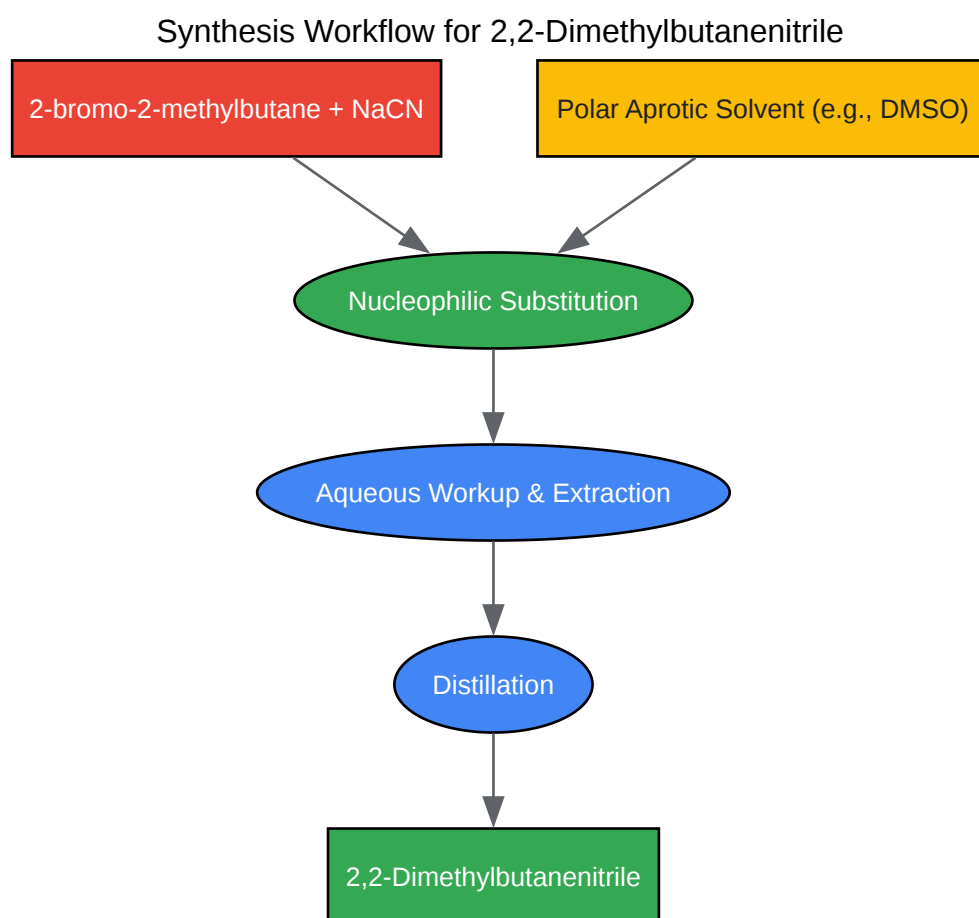 Synthesis Workflow for 2,2-Dimethylbutanenitrile
2-bromo-2-methylbutane + NaCN
Polar Aprotic Solvent (e.g., DMSO)
Nucleophilic Substitution
Aqueous Workup & Extraction
Distillation
2,2-Dimethylbutanenitrile